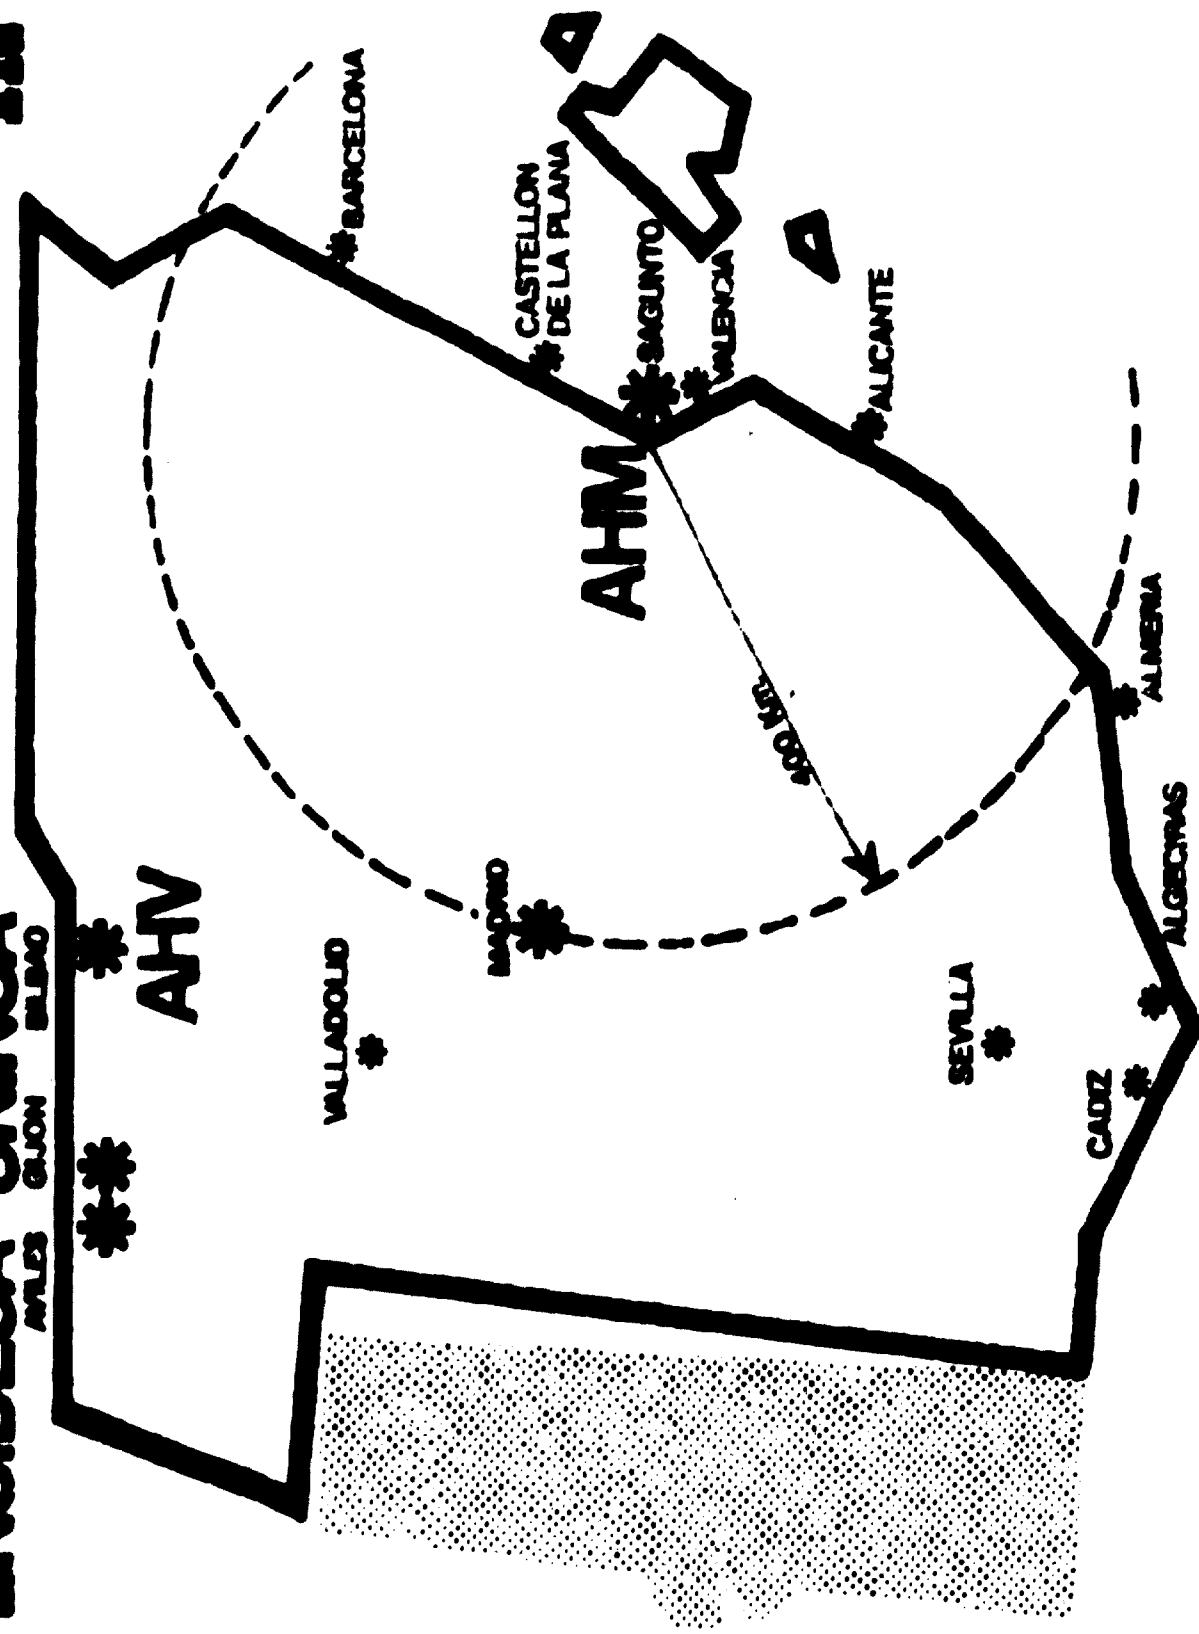 AVILES
GIJON
BILBAO
AHV
BARCELONA
VALLADOLID
CASTELLON
DE LA PLANA
MADRID
AHM
SAGUNTO
VALENCIA
400 Km.
ALICANTE
SEVILLA
CADIZ
ALMERIA
ALGECIRAS